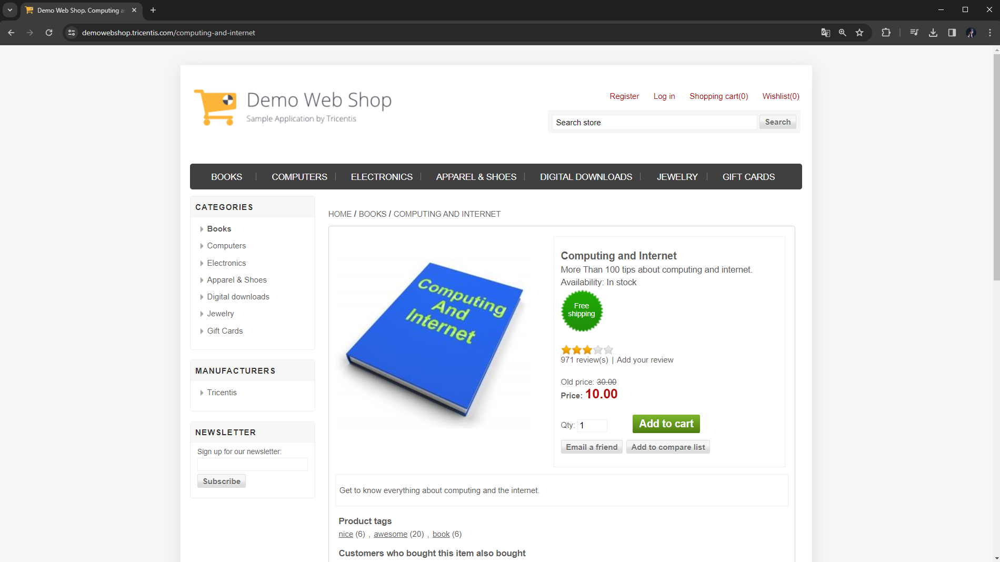 Demo Web Shop. Computing a
demowebshop.tricentis.com/computing-and-internet
Demo Web Shop
Sample Application by Tricentis
Register Log in Shopping cart(0) Wishlist(0)
Search store Search
BOOKS COMPUTERS ELECTRONICS APPAREL & SHOES DIGITAL DOWNLOADS JEWELRY GIFT CARDS
CATEGORIES
Books
Computers
Electronics
Apparel & Shoes
Digital downloads
Jewelry
Gift Cards
MANUFACTURERS
Tricentis
NEWSLETTER
Sign up for our newsletter:
Subscribe
HOME / BOOKS / COMPUTING AND INTERNET
Computing
And
Internet
Computing and Internet
More Than 100 tips about computing and internet.
Availability: In stock
Free
shipping
971 review(s) | Add your review
Old price: 30.00
Price: 10.00
Qty: 1 Add to cart
Email a friend Add to compare list
Get to know everything about computing and the internet.
Product tags
nice (6) , awesome (20) , book (6)
Customers who bought this item also bought